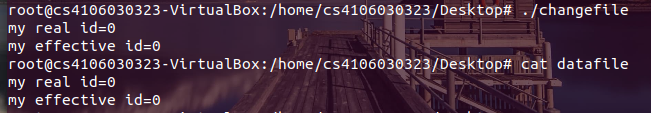 root@cs4106030323-VirtualBox:/home/cs4106030323/Desktop# ./changefile
my real id=0
my effective id=0
root@cs4106030323-VirtualBox:/home/cs4106030323/Desktop# cat datafile
my real id=0
my effective id=0